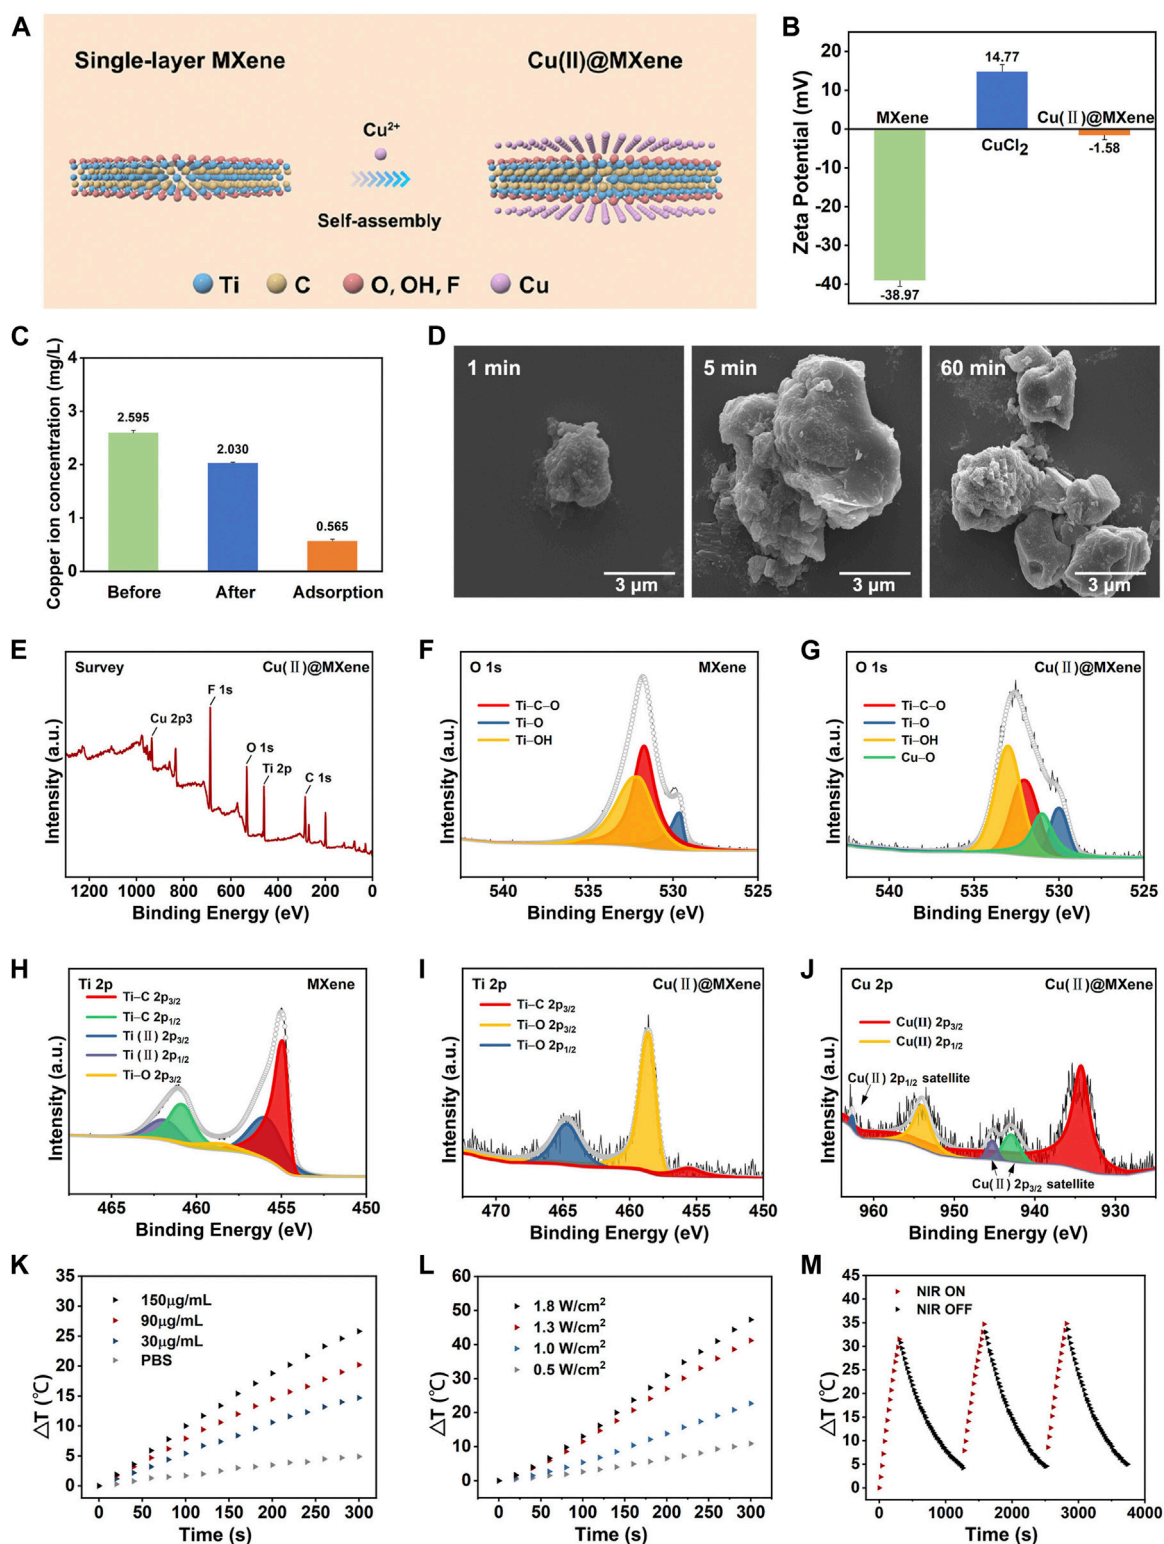 A
Single-layer MXene
Cu(II)@MXene
Cu²⁺
Self-assembly
Ti
C
O, OH, F
Cu
B
Zeta Potential (mV)
20
10
0
-10
-20
-30
-40
MXene
-38.97
14.77
CuCl₂
Cu(Ⅱ)@MXene
-1.58
C
Copper ion concentration (mg/L)
4
3
2
1
0
2.595
2.030
0.565
Before
After
Adsorption
D
1 min
3 µm
5 min
3 µm
60 min
3 µm
E
Survey
Cu(Ⅱ)@MXene
Cu 2p3
F 1s
O 1s
Ti 2p
C 1s
Intensity (a.u.)
1200 1000 800 600 400 200 0
Binding Energy (eV)
F
O 1s
MXene
Ti–C–O
Ti–O
Ti–OH
Intensity (a.u.)
540 535 530 525
Binding Energy (eV)
G
O 1s
Cu(Ⅱ)@MXene
Ti–C–O
Ti–O
Ti–OH
Cu–O
Intensity (a.u.)
540 535 530 525
Binding Energy (eV)
H
Ti 2p
MXene
Ti–C 2p₃/₂
Ti–C 2p₁/₂
Ti(Ⅱ) 2p₃/₂
Ti(Ⅱ) 2p₁/₂
Ti–O 2p₃/₂
Intensity (a.u.)
465 460 455 450
Binding Energy (eV)
I
Ti 2p
Cu(Ⅱ)@MXene
Ti–C 2p₃/₂
Ti–O 2p₃/₂
Ti–O 2p₁/₂
Intensity (a.u.)
470 465 460 455 450
Binding Energy (eV)
J
Cu 2p
Cu(Ⅱ)@MXene
Cu(II) 2p₃/₂
Cu(II) 2p₁/₂
Cu(Ⅱ) 2p₁/₂ satellite
Cu(Ⅱ) 2p₃/₂ satellite
Intensity (a.u.)
960 950 940 930
Binding Energy (eV)
K
△T (℃)
35
30
25
20
15
10
5
0
150µg/mL
90µg/mL
30µg/mL
PBS
0 50 100 150 200 250 300
Time (s)
L
△T (℃)
60
50
40
30
20
10
0
1.8 W/cm²
1.3 W/cm²
1.0 W/cm²
0.5 W/cm²
0 50 100 150 200 250 300
Time (s)
M
△T (℃)
45
40
35
30
25
20
15
10
5
0
NIR ON
NIR OFF
0 1000 2000 3000 4000
Time (s)